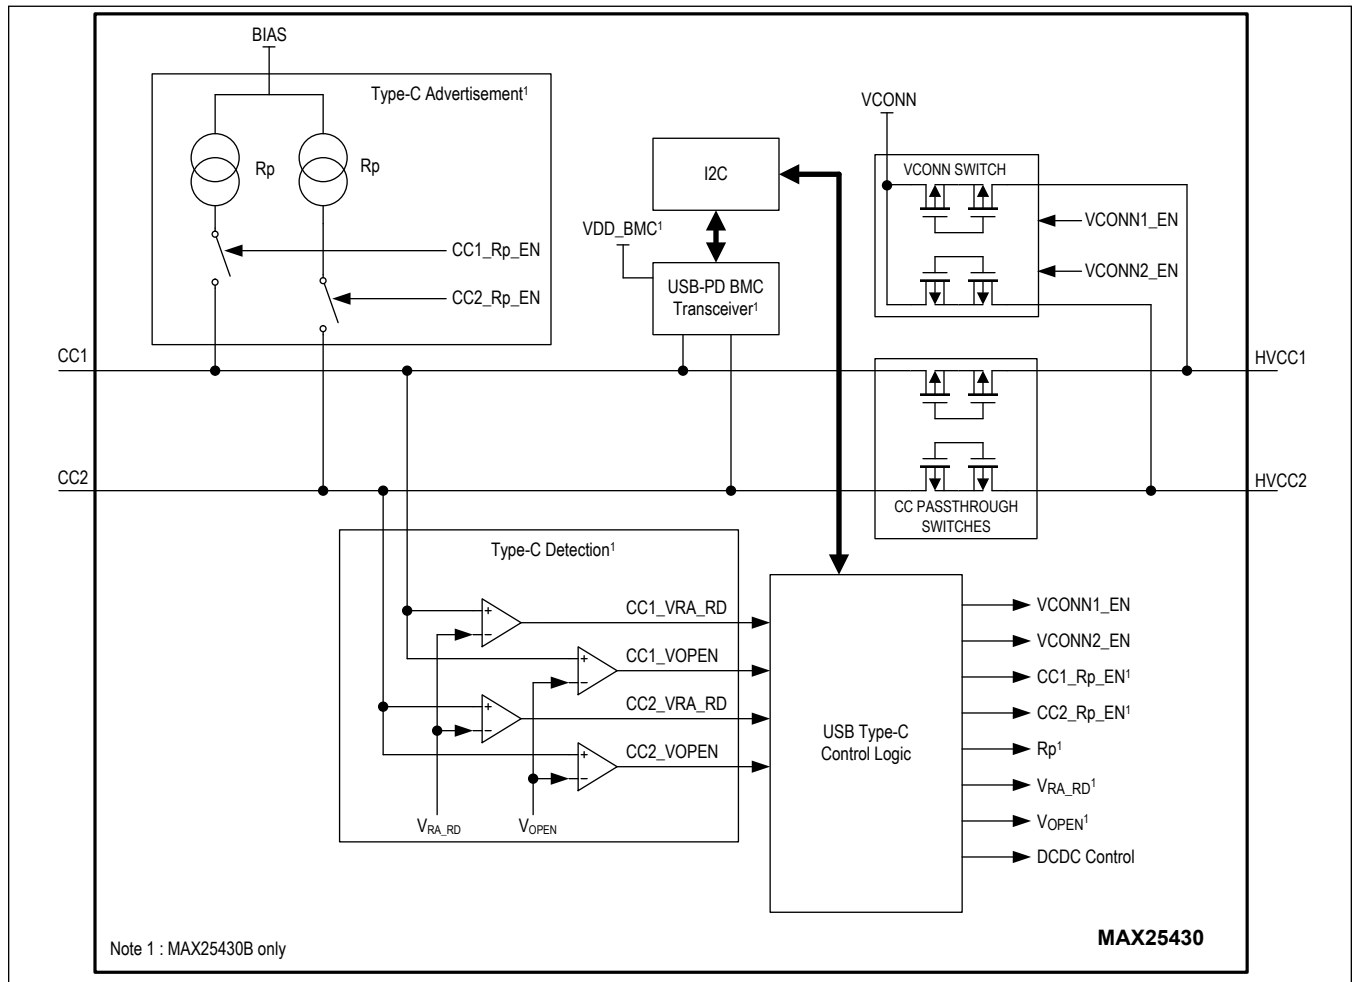 BIAS
Type-C Advertisement¹
Rp
Rp
CC1_Rp_EN
CC2_Rp_EN
I2C
VDD_BMC¹
USB-PD BMC
Transceiver¹
VCONN
VCONN SWITCH
VCONN1_EN
VCONN2_EN
CC1
HVCC1
CC2
HVCC2
CC PASSTHROUGH
SWITCHES
Type-C Detection¹
CC1_VRA_RD
+
−
CC1_VOPEN
+
−
CC2_VRA_RD
+
−
CC2_VOPEN
+
−
VRA_RD
VOPEN
USB Type-C
Control Logic
VCONN1_EN
VCONN2_EN
CC1_Rp_EN¹
CC2_Rp_EN¹
Rp¹
VRA_RD¹
VOPEN¹
DCDC Control
Note 1 : MAX25430B only
MAX25430